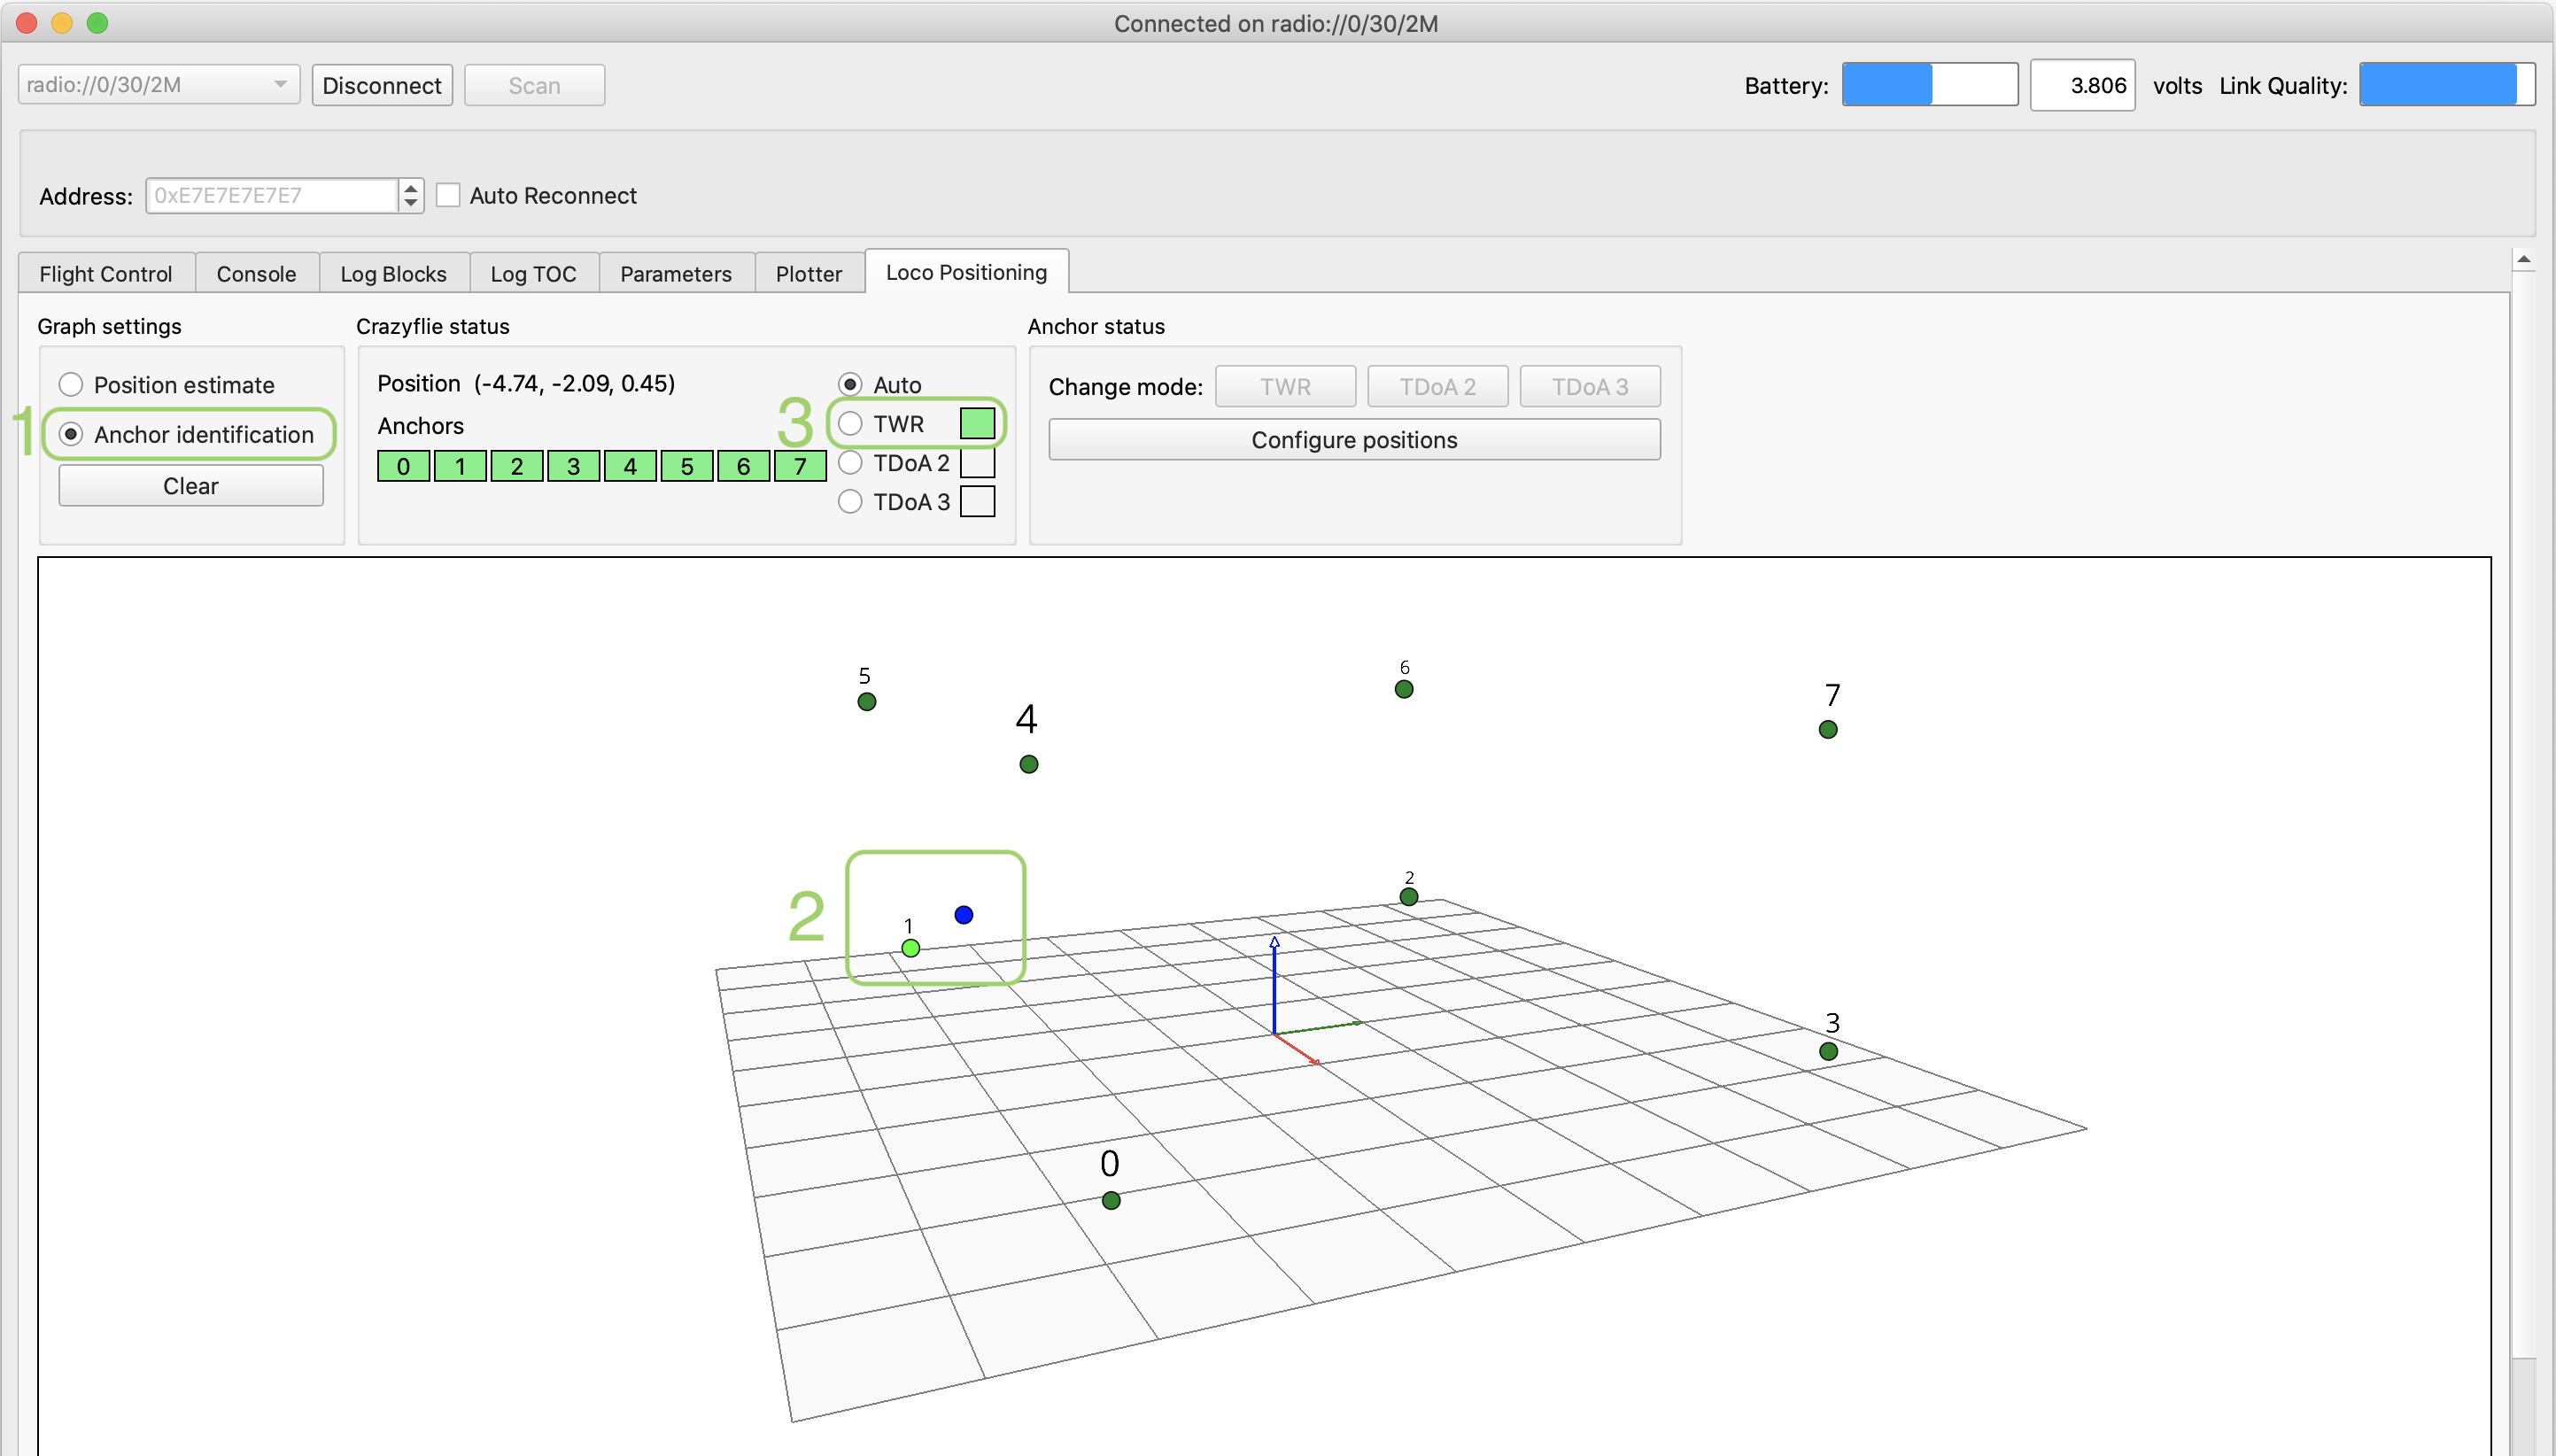 Connected on radio://0/30/2M
radio://0/30/2M Disconnect Scan Battery: 3.806 volts Link Quality:
Address: 0xE7E7E7E7E7 Auto Reconnect
Flight Control Console Log Blocks Log TOC Parameters Plotter Loco Positioning
Graph settings Crazyflie status Anchor status
Position estimate Position (-4.74, -2.09, 0.45) Auto Change mode: TWR TDoA 2 TDoA 3
1 Anchor identification Anchors 3 TWR Configure positions
0 1 2 3 4 5 6 7 TDoA 2
Clear TDoA 3
5 6
4 7
2
2 1
3
0